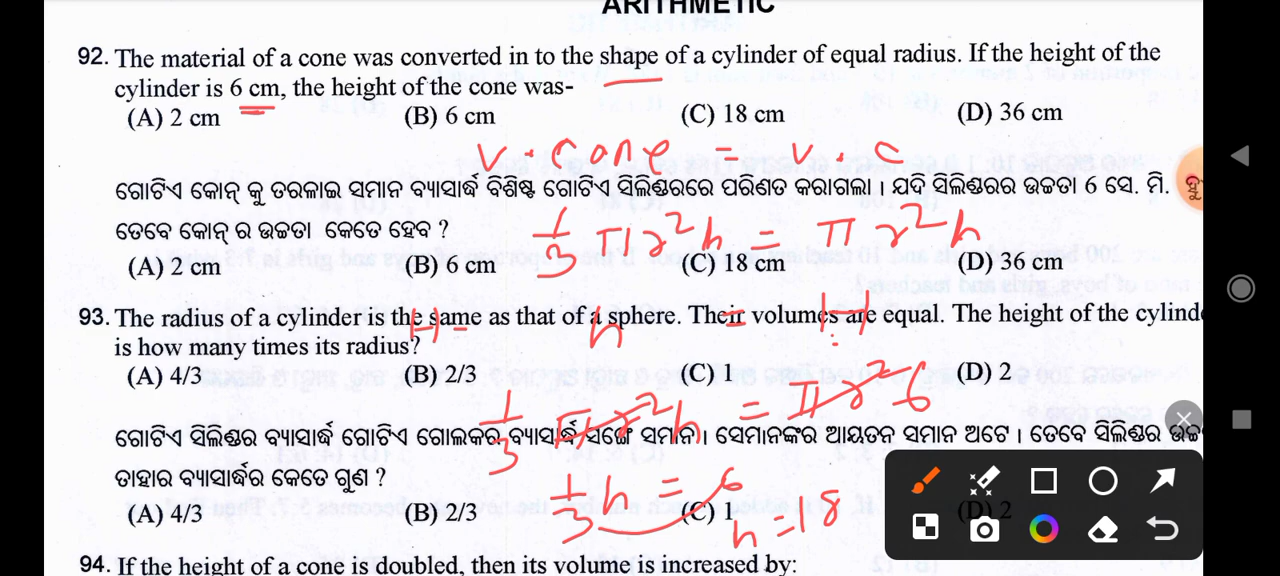 ARITHMETIC
92. The material of a cone was converted in to the shape of a cylinder of equal radius. If the height of the
cylinder is 6 cm, the height of the cone was-
(A) 2 cm (B) 6 cm (C) 18 cm (D) 36 cm
V. cone = V. C
ଗୋଟିଏ କୋନ୍ କୁ ତରଳାଇ ସମାନ ବ୍ୟାସାର୍ଦ୍ଧ ବିଶିଷ୍ଟ ଗୋଟିଏ ସିଲିଣ୍ଡରରେ ପରିଣତ କରାଗଲା । ଯଦି ସିଲିଣ୍ଡରର ଉଚ୍ଚତା 6 ସେ. ମି.
ତେବେ କୋନ୍ ର ଉଚ୍ଚତା କେତେ ହେବ ?
1/3 πr²h = πr²h
(A) 2 cm (B) 6 cm (C) 18 cm (D) 36 cm
93. The radius of a cylinder is the same as that of a sphere. Their volumes are equal. The height of the
is how many times its radius?
(A) 4/3 (B) 2/3 (C) 1 (D) 2
1/3 πr²h = πr² 6
ଗୋଟିଏ ସିଲିଣ୍ଡର ବ୍ୟାସାର୍ଦ୍ଧ ଗୋଟିଏ ଗୋଲକର ବ୍ୟାସାର୍ଦ୍ଧ ସଙ୍ଗେ ସମାନ । ସେମାନଙ୍କର ଆୟତନ ସମାନ ଅଟେ । ତେବେ ସିଲିଣ୍ଡର
ତାହାର ବ୍ୟାସାର୍ଦ୍ଧର କେତେ ଗୁଣ ?
1/3 h = 6
(A) 4/3 (B) 2/3 (C) 1 (D) 2
h = 18
94. If the height of a cone is doubled, then its volume is increased by: